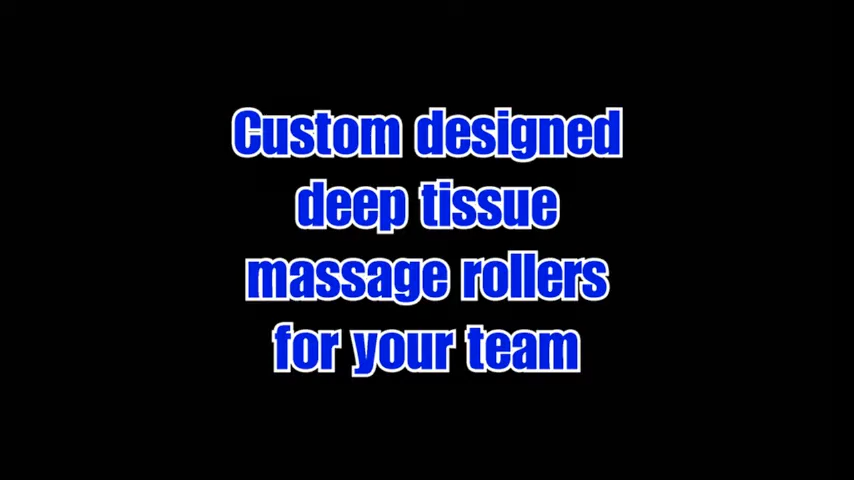 Custom designed
deep tissue
massage rollers
for your team